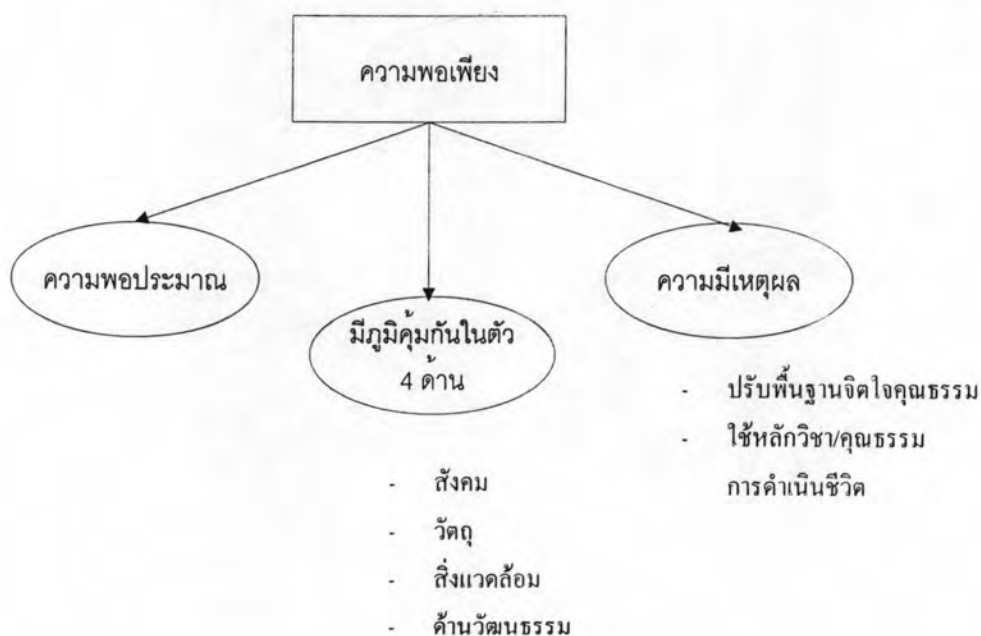 ความพอเพียง
ความพอประมาณ
มีภูมิคุ้มกันในตัว
4 ด้าน
ความมีเหตุผล
- ปรับพื้นฐานจิตใจคุณธรรม
- ใช้หลักวิชา/คุณธรรม
การดำเนินชีวิต
- สังคม
- วัตถุ
- สิ่งแวดล้อม
- ด้านวัฒนธรรม